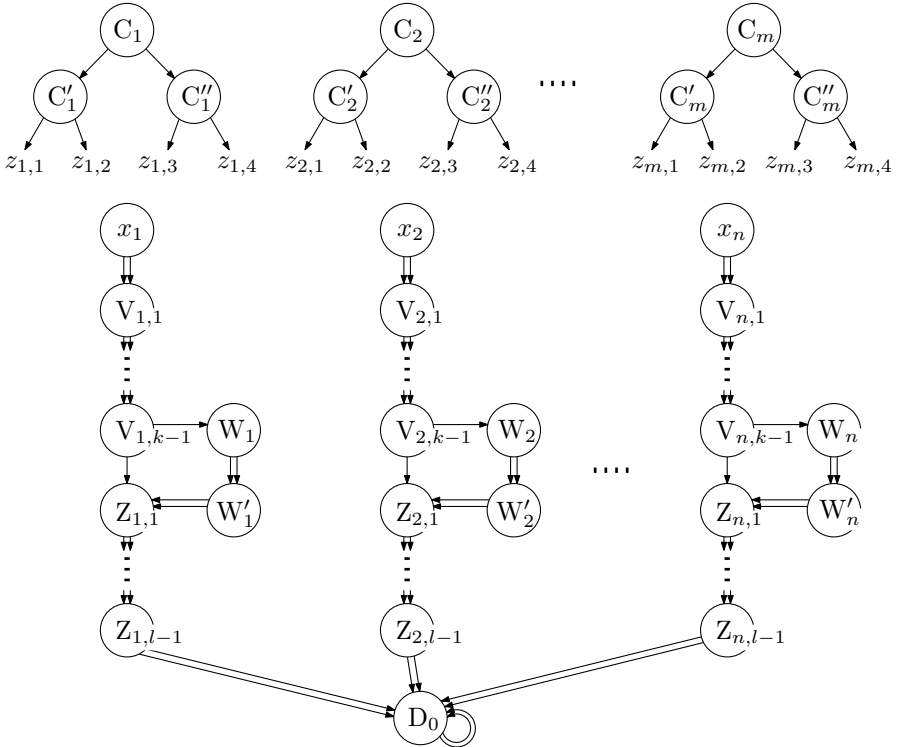 C₁ C₂ Cₘ
C′₁ C″₁ C′₂ C″₂ .... C′ₘ C″ₘ
z₁,₁ z₁,₂ z₁,₃ z₁,₄ z₂,₁ z₂,₂ z₂,₃ z₂,₄ zₘ,₁ zₘ,₂ zₘ,₃ zₘ,₄
x₁ x₂ xₙ
V₁,₁ V₂,₁ Vₙ,₁
V₁,ₖ₋₁ W₁ V₂,ₖ₋₁ W₂ Vₙ,ₖ₋₁ Wₙ
....
Z₁,₁ W′₁ Z₂,₁ W′₂ Zₙ,₁ W′ₙ
Z₁,ₗ₋₁ Z₂,ₗ₋₁ Zₙ,ₗ₋₁
D₀